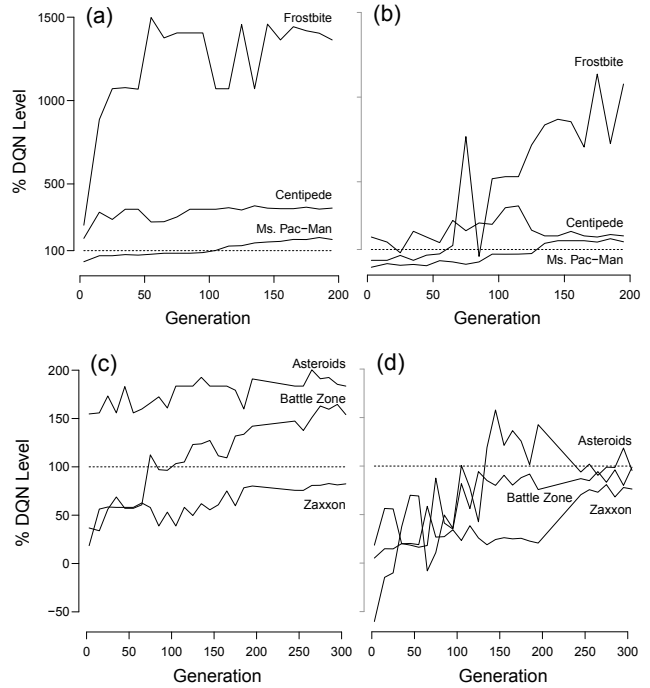 (a)
(b)
1500
1000
500
100
% DQN Level
Frostbite
Centipede
Ms. Pac−Man
Frostbite
Centipede
Ms. Pac−Man
0 50 100 150 200
0 50 100 150 200
Generation
Generation
(c)
(d)
200
150
100
50
0
−50
% DQN Level
Asteroids
Battle Zone
Zaxxon
Asteroids
Battle Zone
Zaxxon
0 50 100 150 200 250 300
0 50 100 150 200 250 300
Generation
Generation